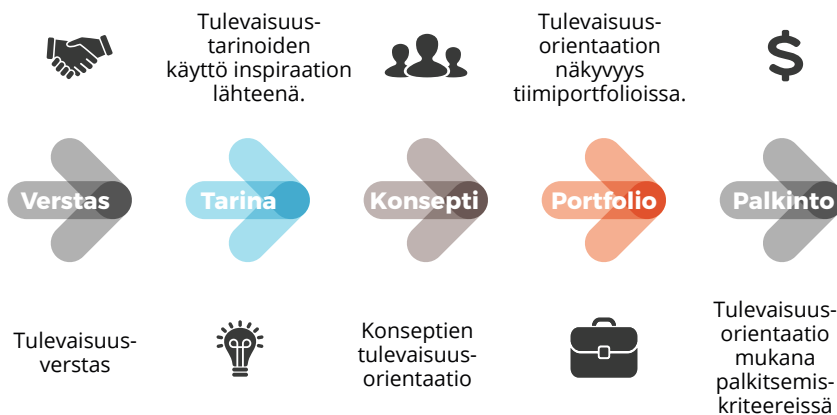 Tulevaisuus-
tarinoiden
käyttö inspiraation
lähteenä.
Tulevaisuus-
orientaation
näkyvyys
tiimiportfolioissa.
$
Verstas
Tarina
Konsepti
Portfolio
Palkinto
Tulevaisuus-
verstas
Konseptien
tulevaisuus-
orientaatio
Tulevaisuus-
orientaatio
mukana
palkitsemis-
kriteereissä